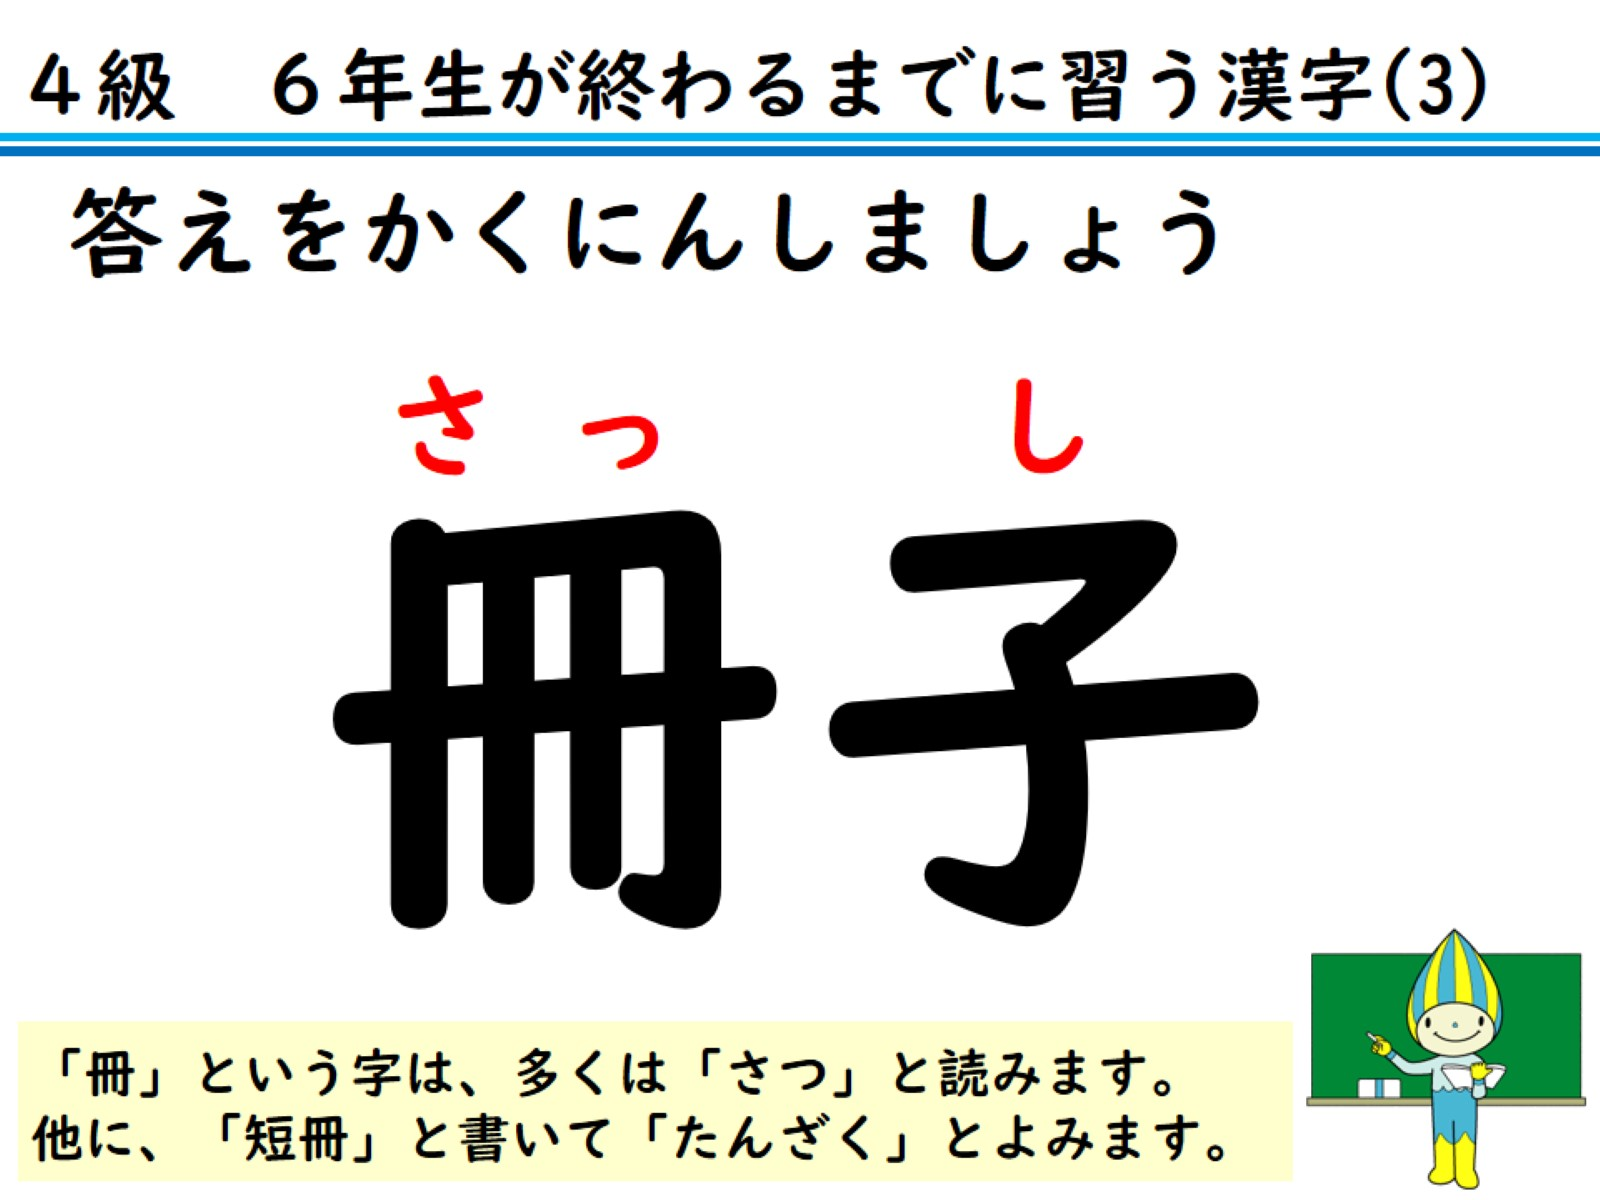 ４級　６年生が終わるまでに習う漢字(3)
答えをかくにんしましょう
さっ　し
冊子
「冊」という字は、多くは「さつ」と読みます。
他に、「短冊」と書いて「たんざく」とよみます。